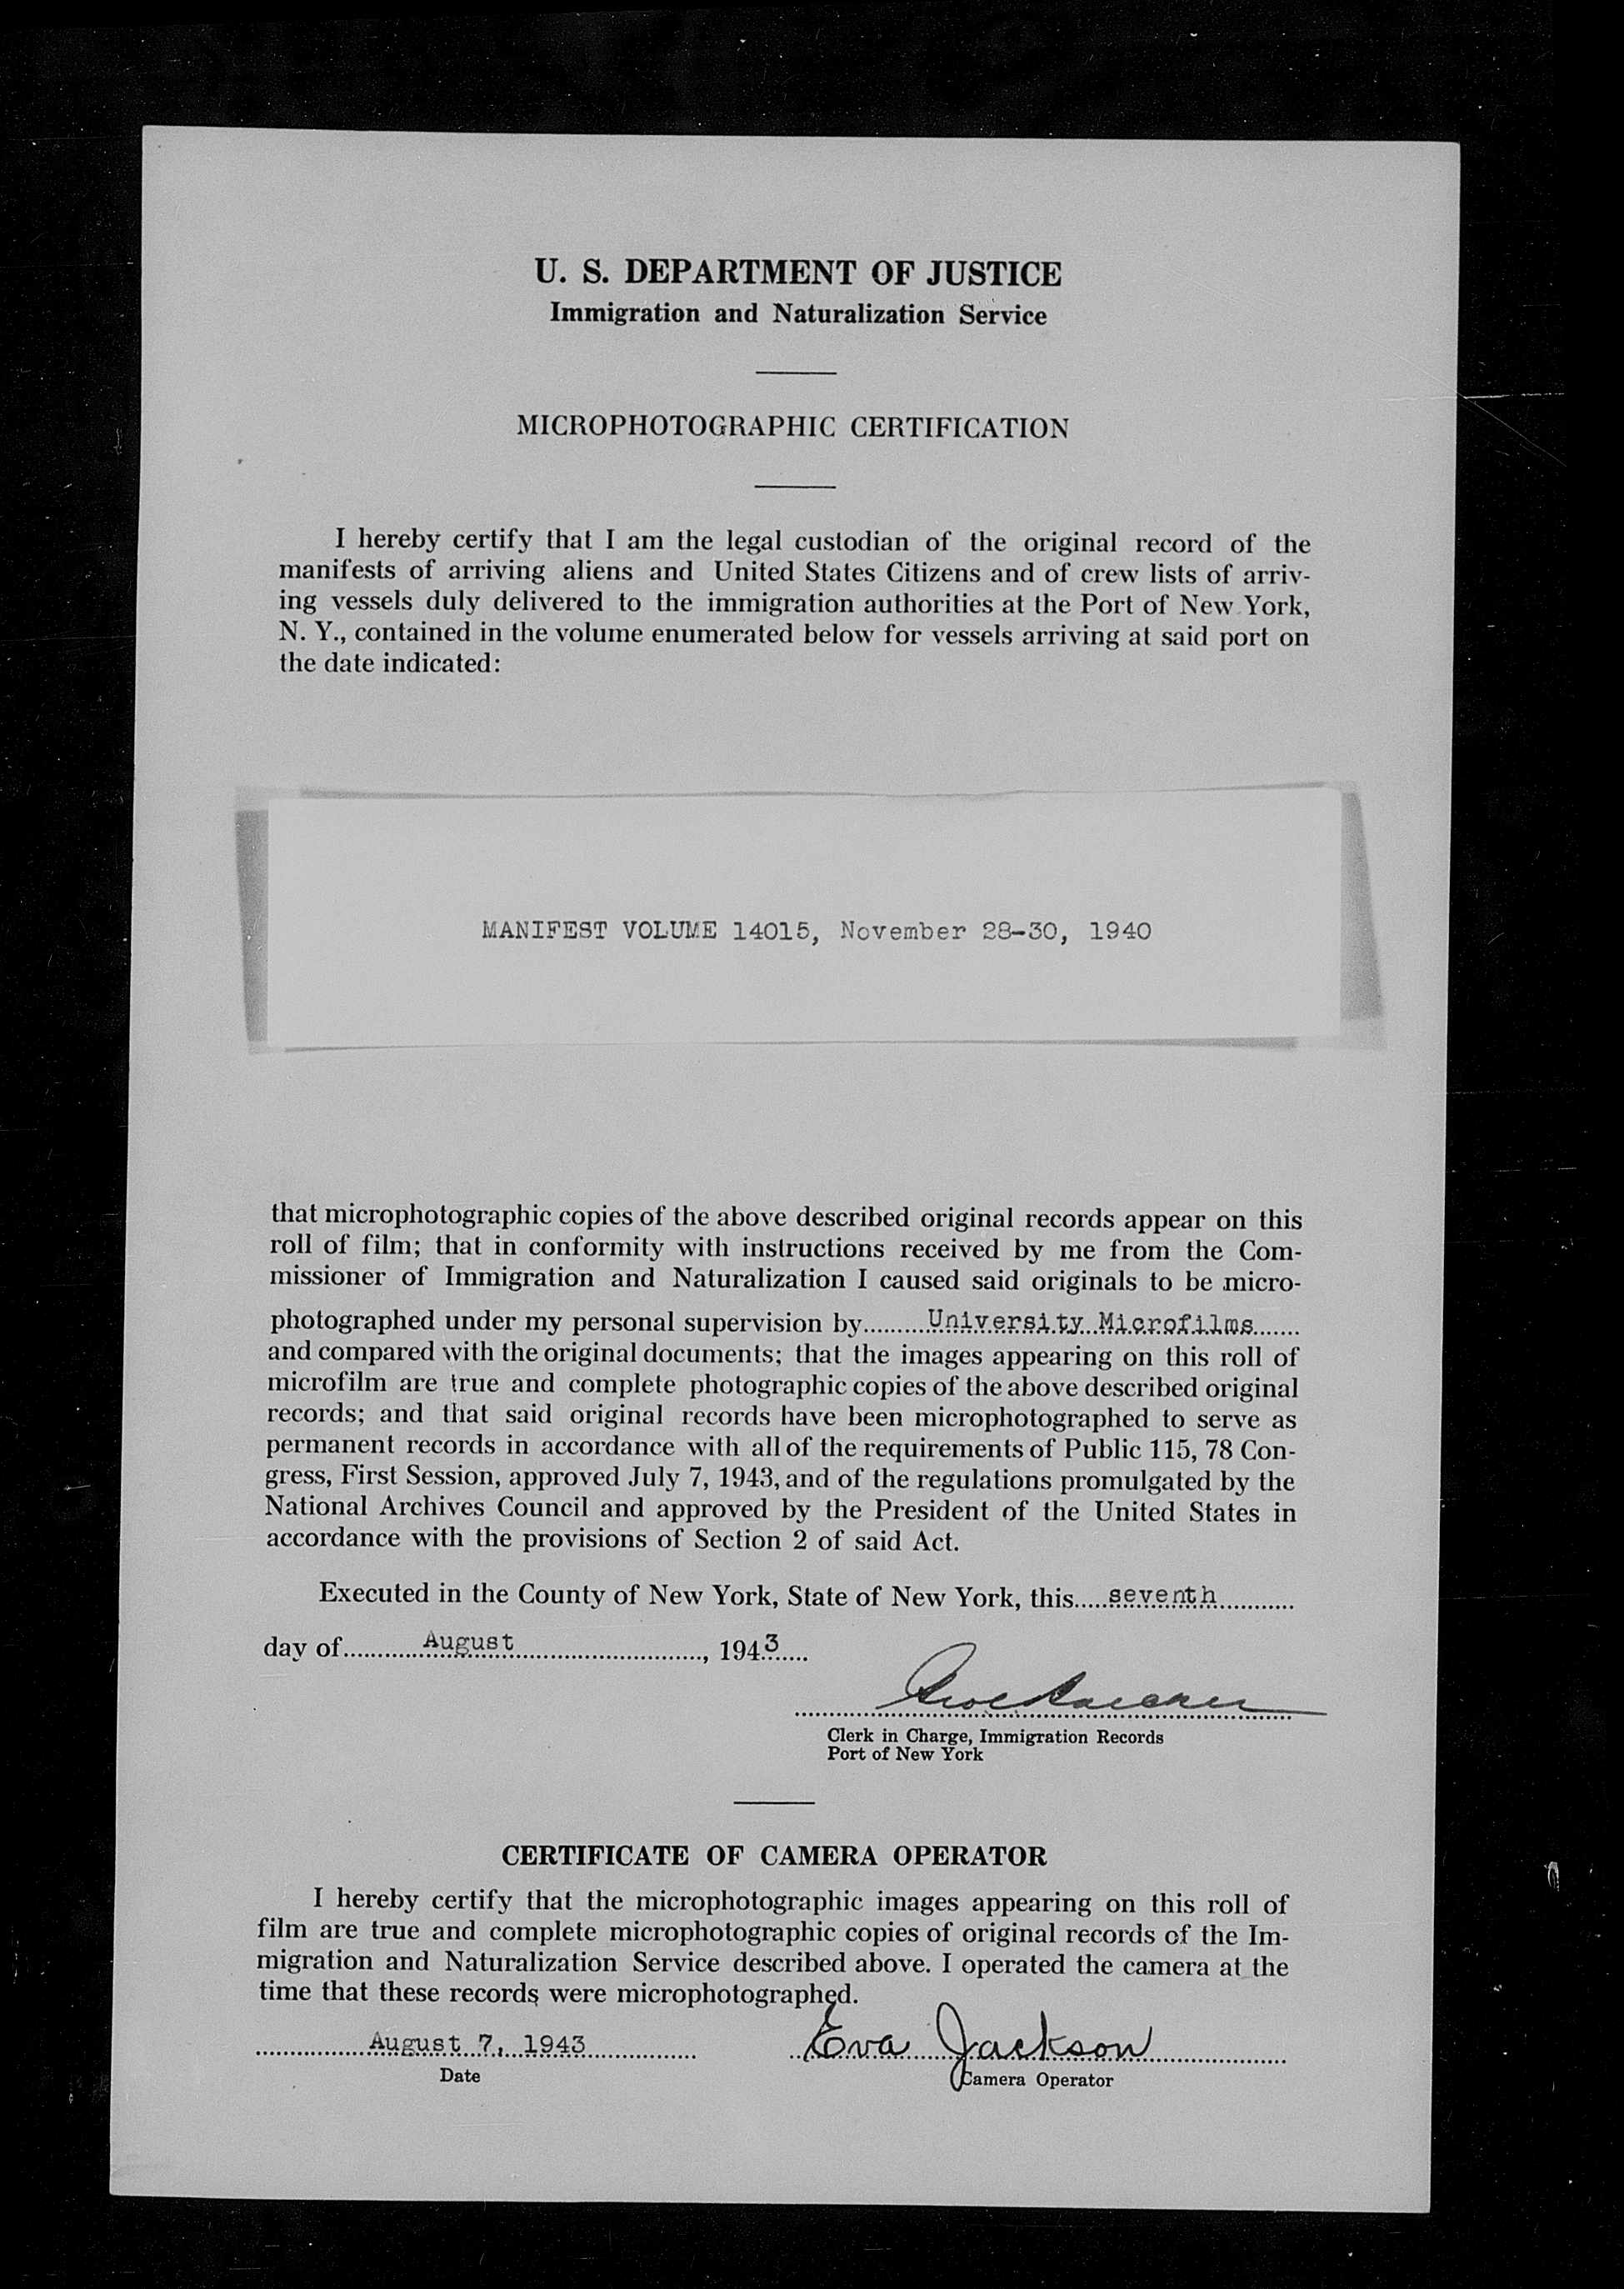 U. S. DEPARTMENT OF JUSTICE
Immigration and Naturalization Service
MICROPHOTOGRAPHIC CERTIFICATION
I hereby certify that I am the legal custodian of the original record of the
manifests of arriving aliens and United States Citizens and of crew lists of arriv-
ing vessels duly delivered to the immigration authorities at the Port of New York,
N. Y., contained in the volume enumerated below for vessels arriving at said port on
the date indicated:
MANIFEST VOLUME 14015, November 28-30, 1940
that microphotographic copies of the above described original records appear on this
roll of film; that in conformity with instructions received by me from the Com-
missioner of Immigration and Naturalization I caused said originals to be micro-
photographed under my personal supervision by University Microfilms
and compared with the original documents; that the images appearing on this roll of
microfilm are true and complete photographic copies of the above described original
records; and that said original records have been microphotographed to serve as
permanent records in accordance with all of the requirements of Public 115, 78 Con-
gress, First Session, approved July 7, 1943, and of the regulations promulgated by the
National Archives Council and approved by the President of the United States in
accordance with the provisions of Section 2 of said Act.
Executed in the County of New York, State of New York, this seventh
day of August, 1943
Clerk in Charge, Immigration Records
Port of New York
CERTIFICATE OF CAMERA OPERATOR
I hereby certify that the microphotographic images appearing on this roll of
film are true and complete microphotographic copies of original records of the Im-
migration and Naturalization Service described above. I operated the camera at the
time that these records were microphotographed.
August 7, 1943 Eva Jackson
Date Camera Operator